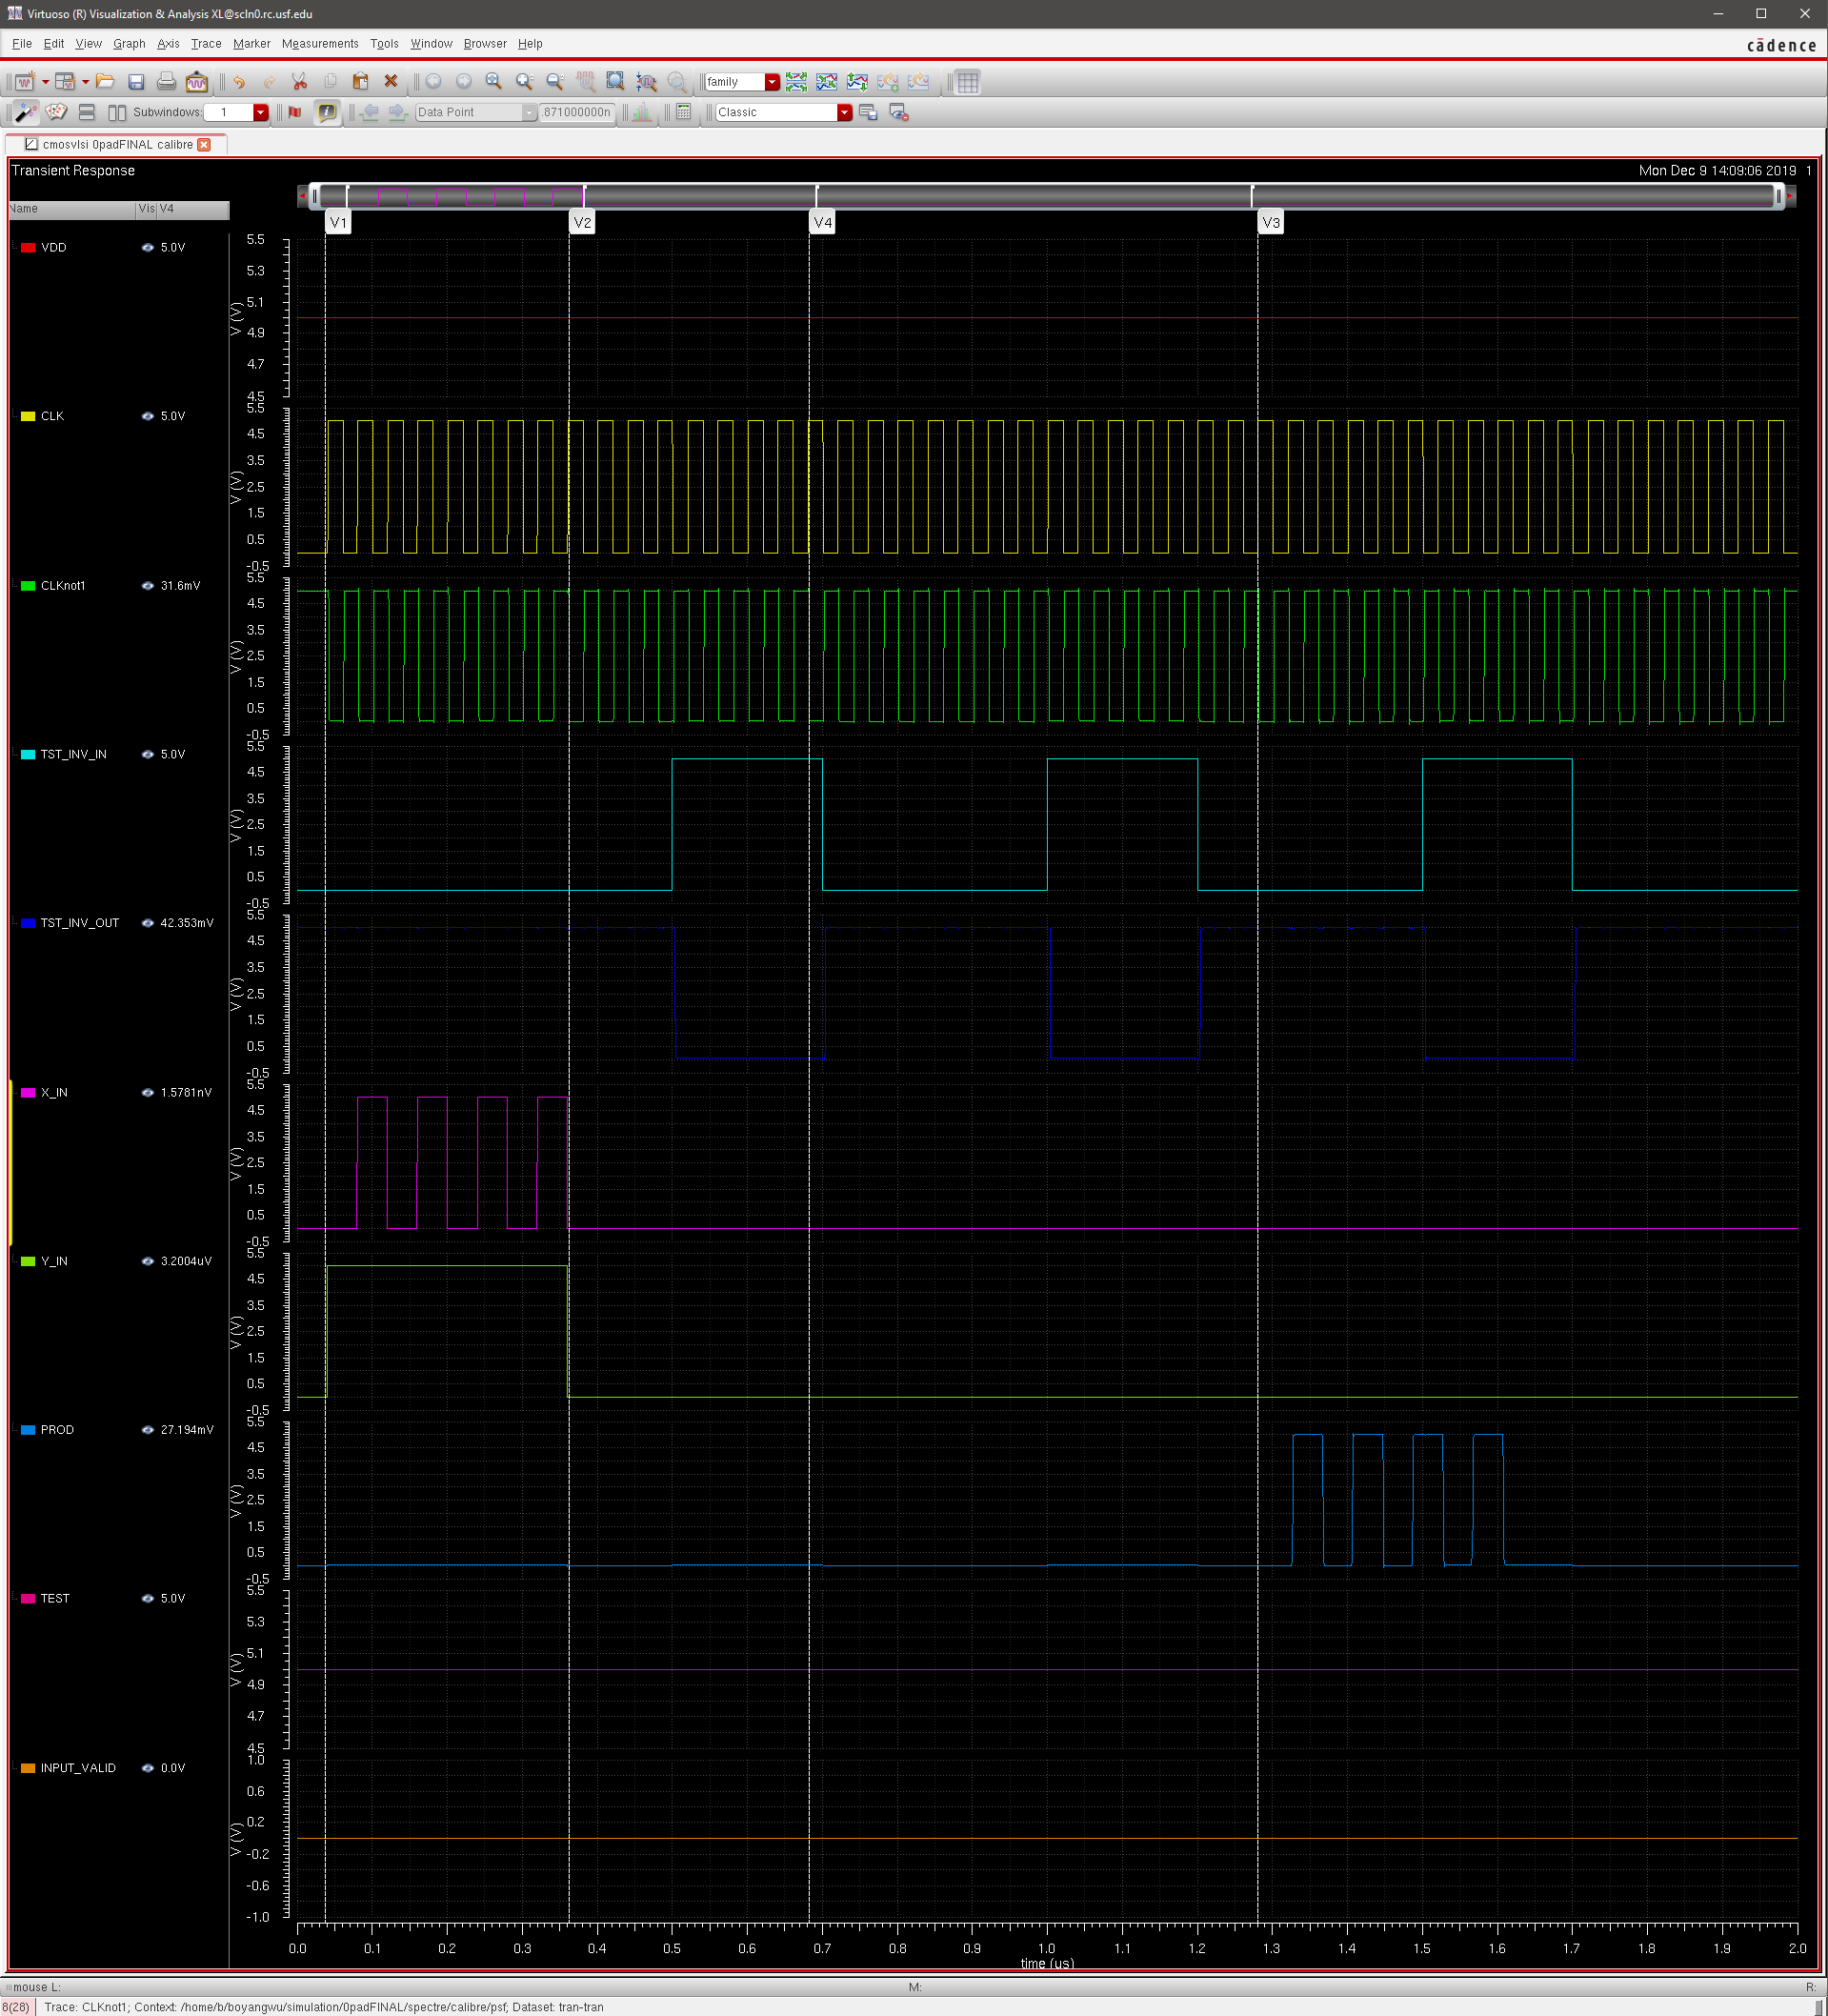 Virtuoso (R) Visualization & Analysis XL@scln0.rc.usf.edu
File Edit View Graph Axis Trace Marker Measurements Tools Window Browser Help
cādence
family
Subwindows: 1 Data Point .871000000n Classic
cmosvlsi 0padFINAL calibre
Transient Response Mon Dec 9 14:09:06 2019 1
Name Vis V4
V1 V2 V4 V3
VDD 5.0V
5.5
5.3
5.1
4.9
4.7
4.5
(V)
CLK 5.0V
5.5
4.5
3.5
2.5
1.5
0.5
-0.5
(V)
CLKnot1 31.6mV
5.5
4.5
3.5
2.5
1.5
0.5
-0.5
(V)
TST_INV_IN 5.0V
5.5
4.5
3.5
2.5
1.5
0.5
-0.5
(V)
TST_INV_OUT 42.353mV
5.5
4.5
3.5
2.5
1.5
0.5
-0.5
(V)
X_IN 1.5781nV
5.5
4.5
3.5
2.5
1.5
0.5
-0.5
(V)
Y_IN 3.2004uV
5.5
4.5
3.5
2.5
1.5
0.5
-0.5
(V)
PROD 27.194mV
5.5
4.5
3.5
2.5
1.5
0.5
-0.5
(V)
TEST 5.0V
5.5
5.3
5.1
4.9
4.7
4.5
(V)
INPUT_VALID 0.0V
1.0
0.6
0.2
-0.2
-0.6
-1.0
(V)
0.0 0.1 0.2 0.3 0.4 0.5 0.6 0.7 0.8 0.9 1.0 1.1 1.2 1.3 1.4 1.5 1.6 1.7 1.8 1.9 2.0
time (us)
mouse L: M: R:
8(28) Trace: CLKnot1; Context: /home/b/boyangwu/simulation/0padFINAL/spectre/calibre/psf; Dataset: tran-tran